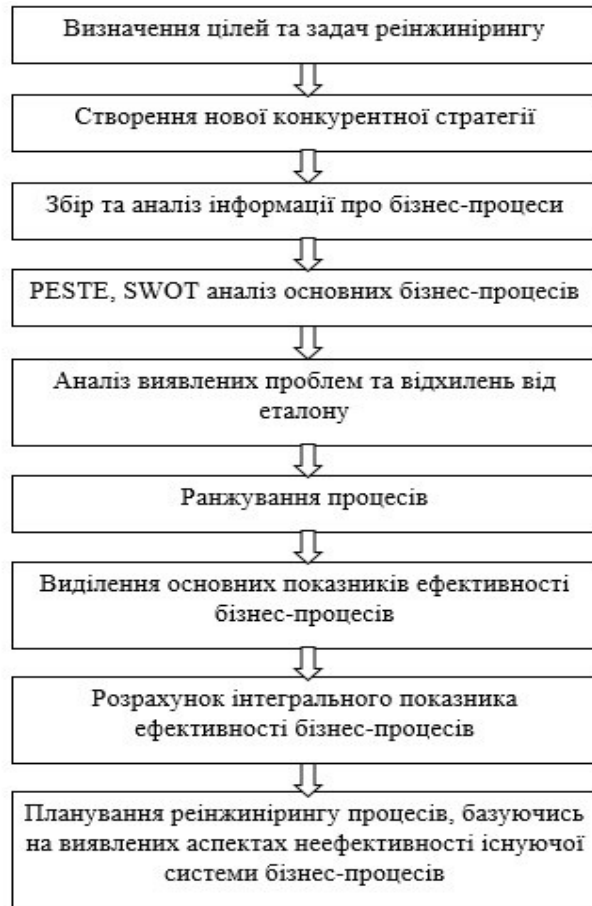 Визначення цілей та задач реінжинірингу
Створення нової конкурентної стратегії
Збір та аналіз інформації про бізнес-процеси
PESTE, SWOT аналіз основних бізнес-процесів
Аналіз виявлених проблем та відхилень від
еталону
Ранжування процесів
Виділення основних показників ефективності
бізнес-процесів
Розрахунок інтегрального показника
ефективності бізнес-процесів
Планування реінжинірингу процесів, базуючись
на виявлених аспектах неефективності існуючої
системи бізнес-процесів